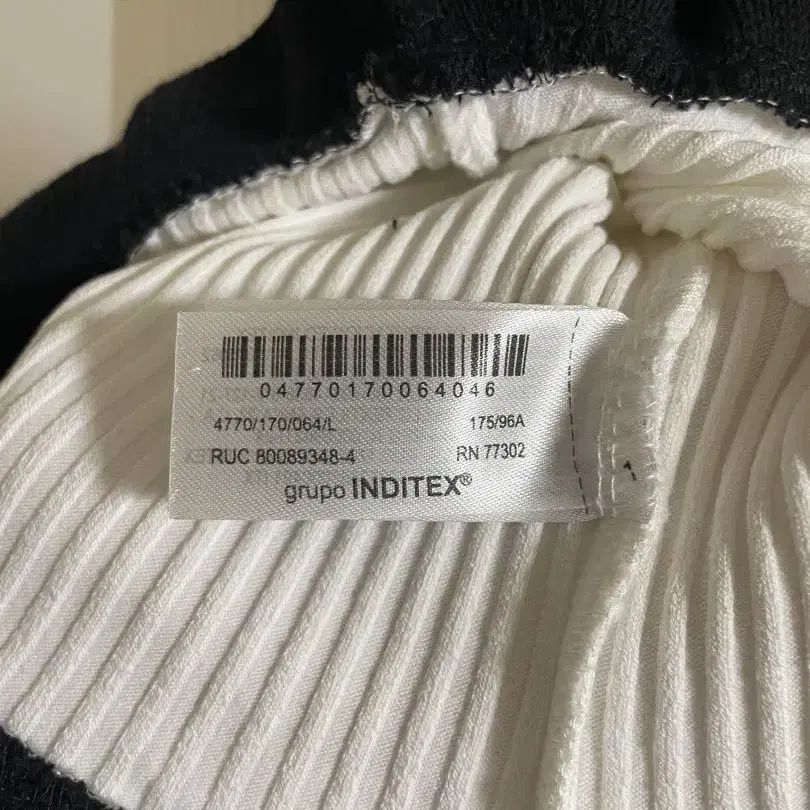 04770170064046
4770/170/064/L 175/96A
RUC 80089348-4 RN 77302
grupo INDITEX®